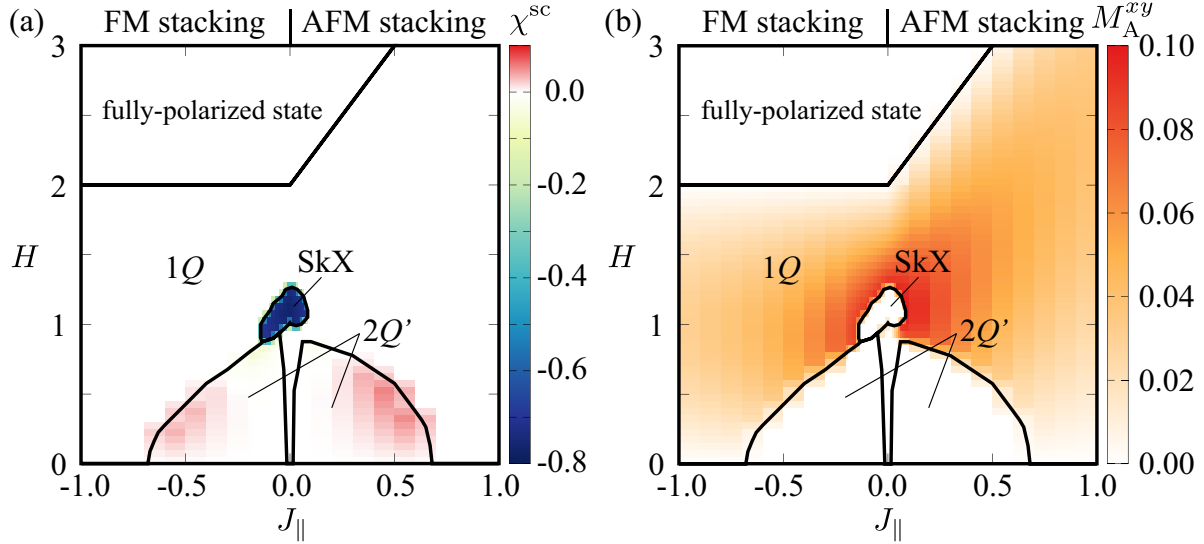 (a) FM stacking AFM stacking χ^sc
3
fully-polarized state
2
H
1Q
SkX
1
2Q'
0
-1.0 -0.5 0.0 0.5 1.0
J_||
0.0
-0.2
-0.4
-0.6
-0.8
(b) FM stacking AFM stacking M_A^xy
3
fully-polarized state
2
H
1Q
SkX
1
2Q'
0
-1.0 -0.5 0.0 0.5 1.0
J_||
0.10
0.08
0.06
0.04
0.02
0.00